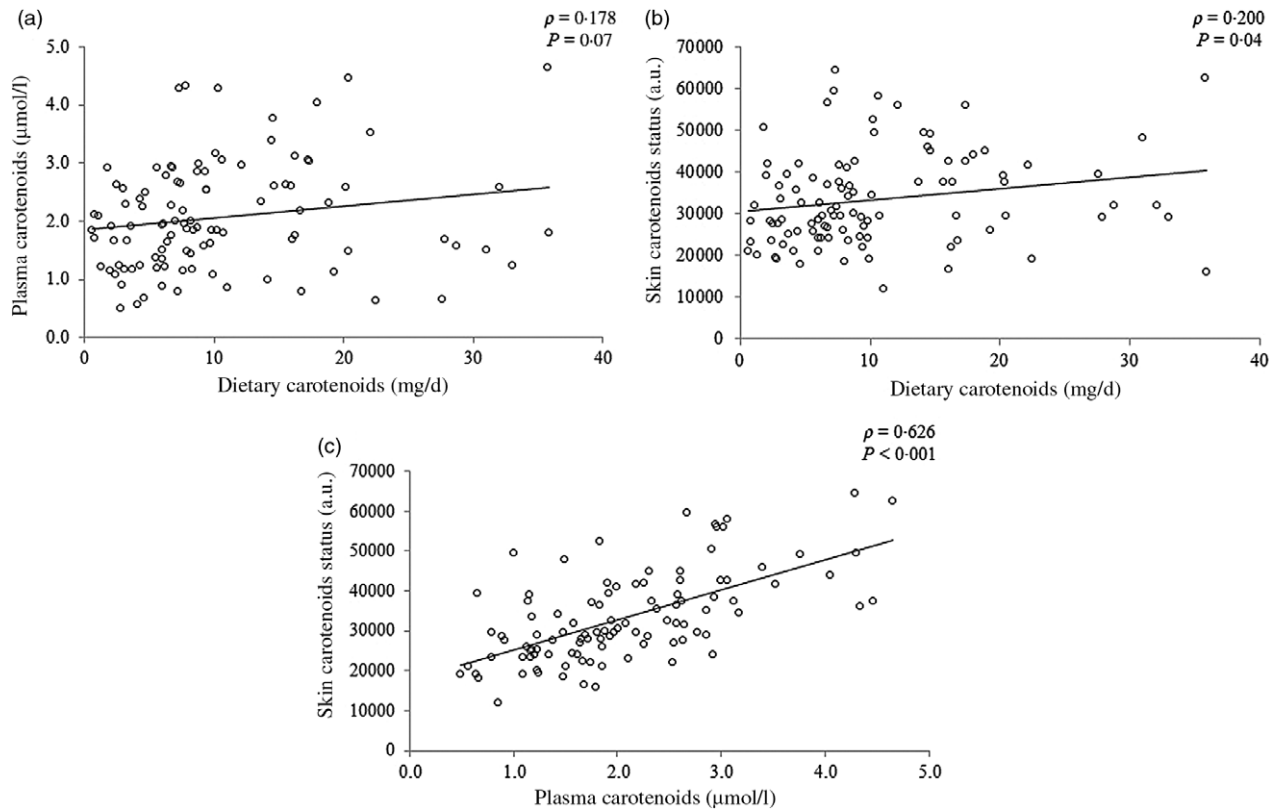 (a)
ρ = 0·178
P = 0·07
Plasma carotenoids (μmol/l)
5.0
4.0
3.0
2.0
1.0
0.0
0 10 20 30 40
Dietary carotenoids (mg/d)
(b)
ρ = 0·200
P = 0·04
Skin carotenoids status (a.u.)
70000
60000
50000
40000
30000
20000
10000
0
0 10 20 30 40
Dietary carotenoids (mg/d)
(c)
ρ = 0·626
P < 0·001
Skin carotenoids status (a.u.)
70000
60000
50000
40000
30000
20000
10000
0
0.0 1.0 2.0 3.0 4.0 5.0
Plasma carotenoids (μmol/l)